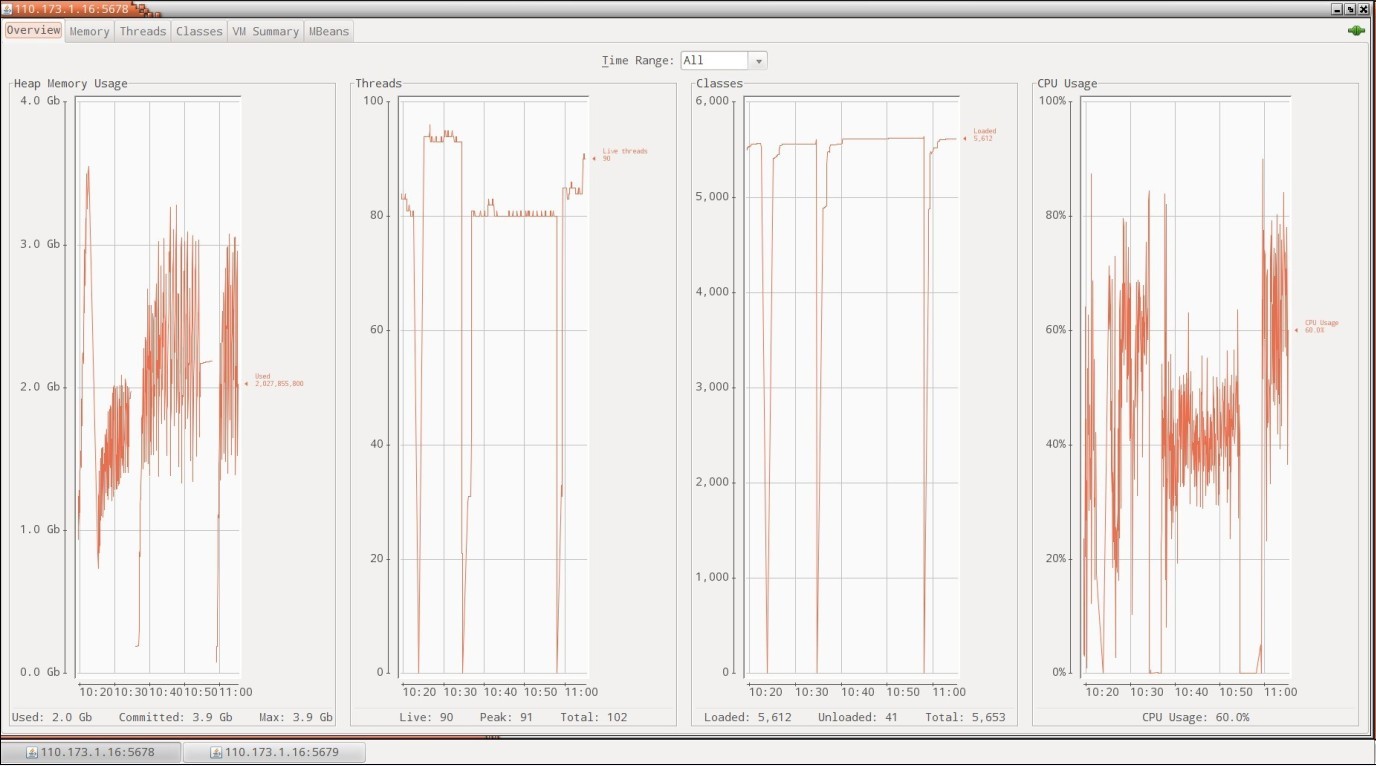 110.173.1.16:5678
Overview Memory Threads Classes VM Summary MBeans
Time Range: All
Heap Memory Usage
4.0 Gb
3.0 Gb
2.0 Gb
1.0 Gb
0.0 Gb
Used
2,027,855,800
10:20 10:30 10:40 10:50 11:00
Used: 2.0 Gb Committed: 3.9 Gb Max: 3.9 Gb
Threads
100
80
60
40
20
0
Live threads
90
10:20 10:30 10:40 10:50 11:00
Live: 90 Peak: 91 Total: 102
Classes
6,000
5,000
4,000
3,000
2,000
1,000
0
Loaded
5,612
10:20 10:30 10:40 10:50 11:00
Loaded: 5,612 Unloaded: 41 Total: 5,653
CPU Usage
100%
80%
60%
40%
20%
0%
CPU Usage
60.0%
10:20 10:30 10:40 10:50 11:00
CPU Usage: 60.0%
110.173.1.16:5678 110.173.1.16:5679